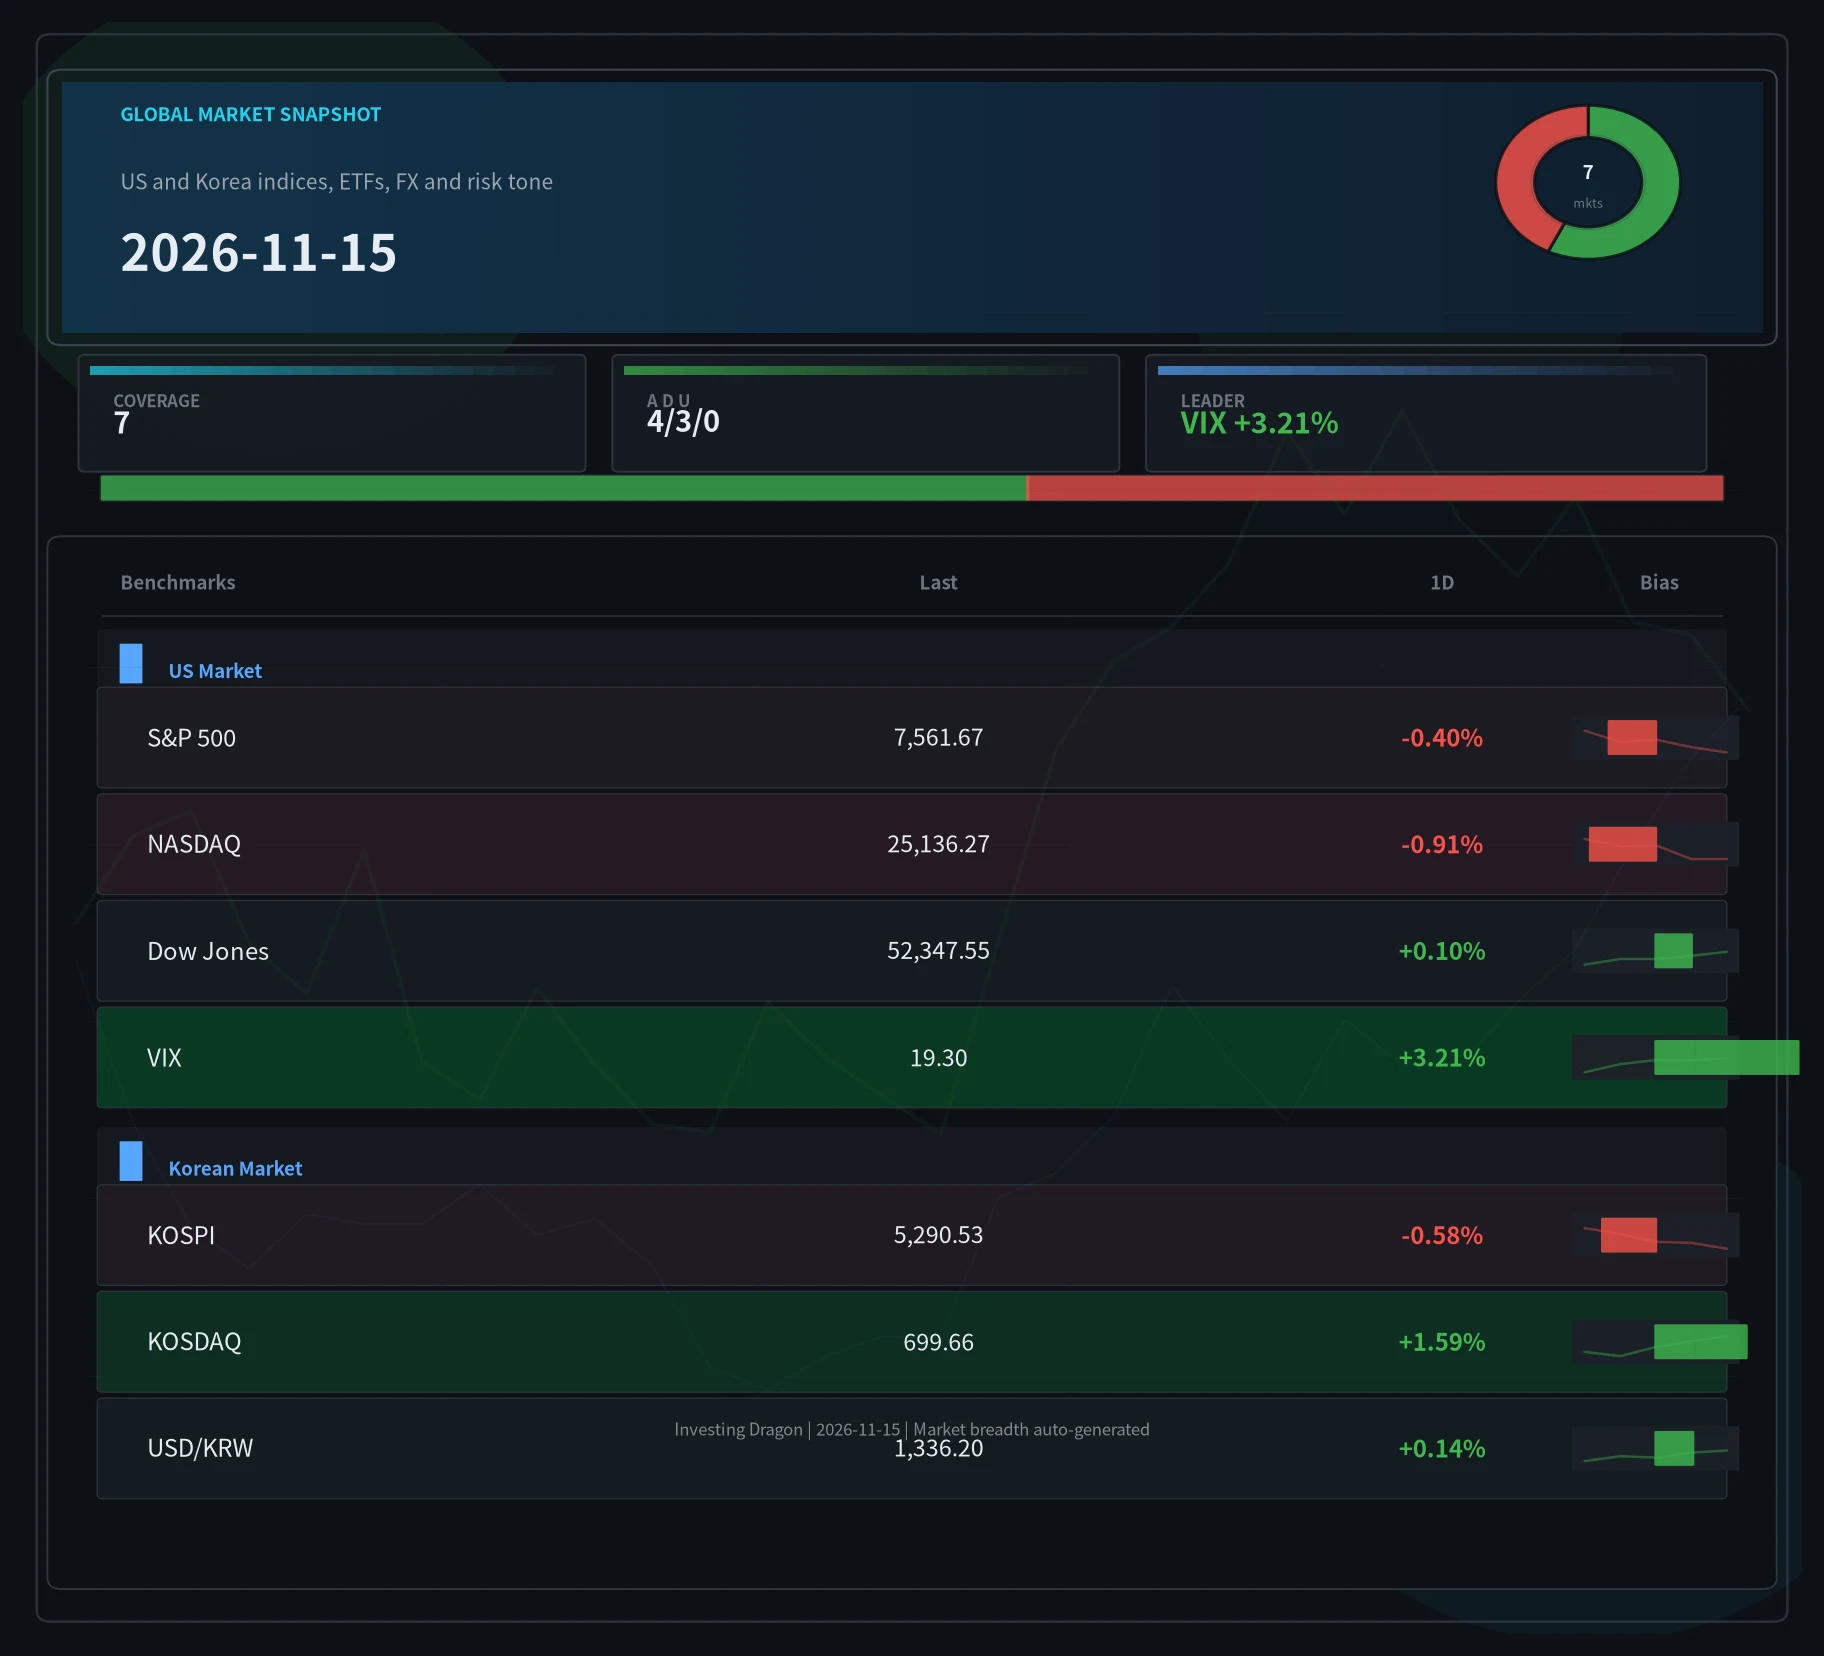 GLOBAL MARKET SNAPSHOT
US and Korea indices, ETFs, FX and risk tone
2026-11-15
7
mkts
COVERAGE
7
A D U
4/3/0
LEADER
VIX +3.21%
Benchmarks Last 1D Bias
US Market
S&P 500 7,561.67 -0.40%
NASDAQ 25,136.27 -0.91%
Dow Jones 52,347.55 +0.10%
VIX 19.30 +3.21%
Korean Market
KOSPI 5,290.53 -0.58%
KOSDAQ 699.66 +1.59%
Investing Dragon | 2026-11-15 | Market breadth auto-generated
USD/KRW 1,336.20 +0.14%